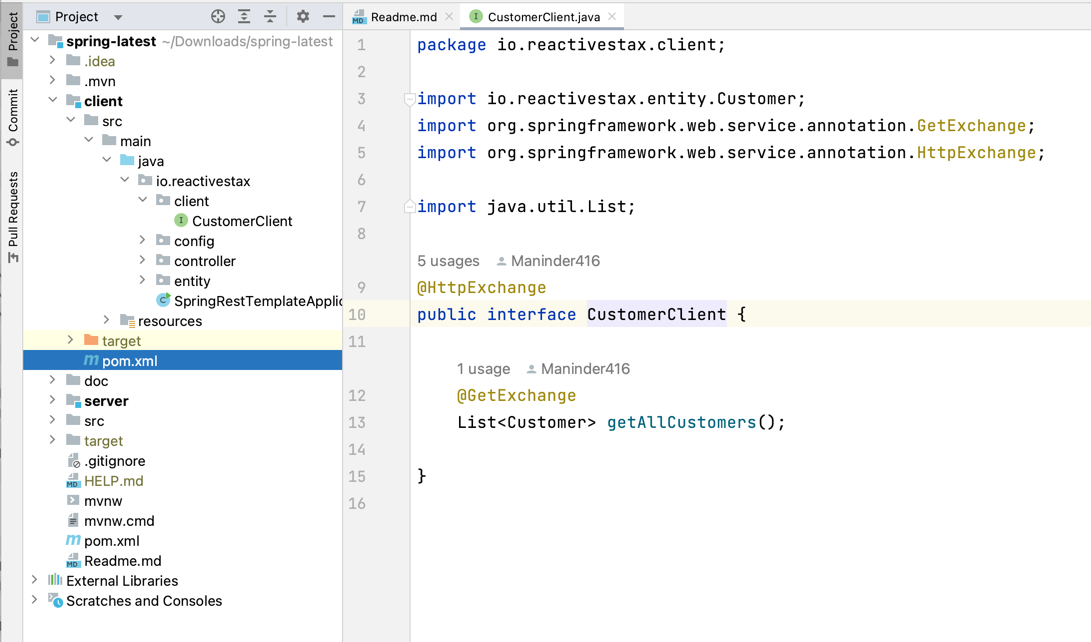 Project
Commit
Pull Requests
Project
spring-latest ~/Downloads/spring-latest
.idea
.mvn
client
src
main
java
io.reactivestax
client
I CustomerClient
config
controller
entity
C SpringRestTemplateApplic
resources
target
m pom.xml
doc
server
src
target
.gitignore
MD HELP.md
mvnw
mvnw.cmd
m pom.xml
MD Readme.md
External Libraries
Scratches and Consoles
MD Readme.md
I CustomerClient.java
1 package io.reactivestax.client;
2
3 import io.reactivestax.entity.Customer;
4 import org.springframework.web.service.annotation.GetExchange;
5 import org.springframework.web.service.annotation.HttpExchange;
6
7 import java.util.List;
8
5 usages Maninder416
9 @HttpExchange
10 public interface CustomerClient {
11
1 usage Maninder416
12 @GetExchange
13 List<Customer> getAllCustomers();
14
15 }
16